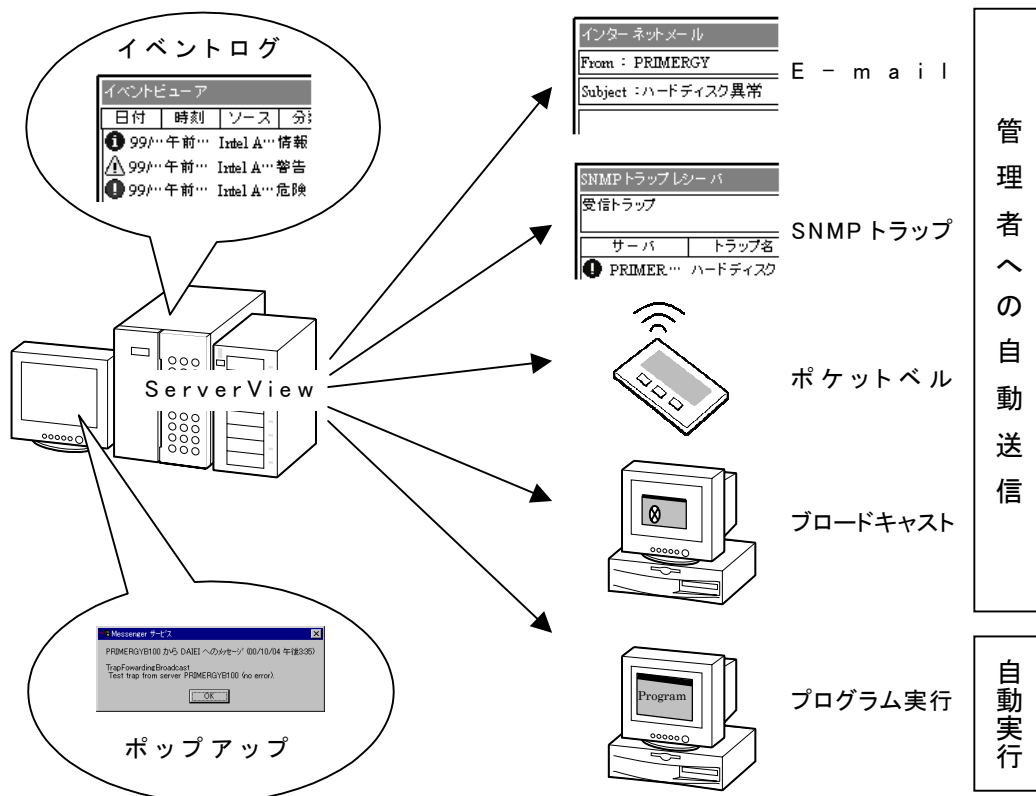 イベントログ
イベントビューア
日付 時刻 ソース 分
99/… 午前… Intel A… 情報
99/… 午前… Intel A… 警告
99/… 午前… Intel A… 危険
ServerView
Messenger サービス
PRIMERGYB100 から DAIEI へのメッセージ (00/10/04 午後3:35)
TrapFowardingBroadcast
Test trap from server PRIMERGYB100 (no error).
OK
ポップアップ
インターネットメール
From : PRIMERGY
Subject :ハードディスク異常
E-mail
SNMPトラップレシーバ
受信トラップ
サーバ トラップ名
PRIMER… ハードディスク
SNMPトラップ
ポケットベル
ブロードキャスト
Program
プログラム実行
管理者への自動送信
自動実行